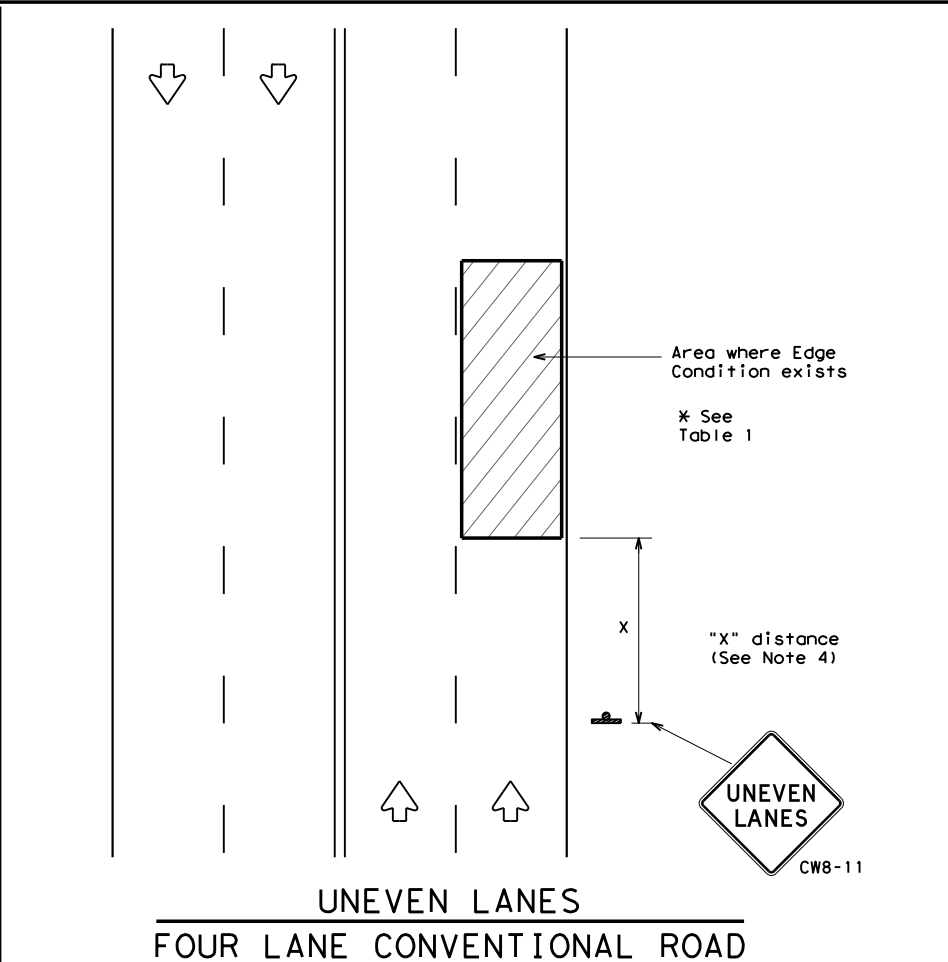 Area where Edge
Condition exists
* See
Table 1
X
"X" distance
(See Note 4)
UNEVEN
LANES
CW8-11
UNEVEN LANES
FOUR LANE CONVENTIONAL ROAD